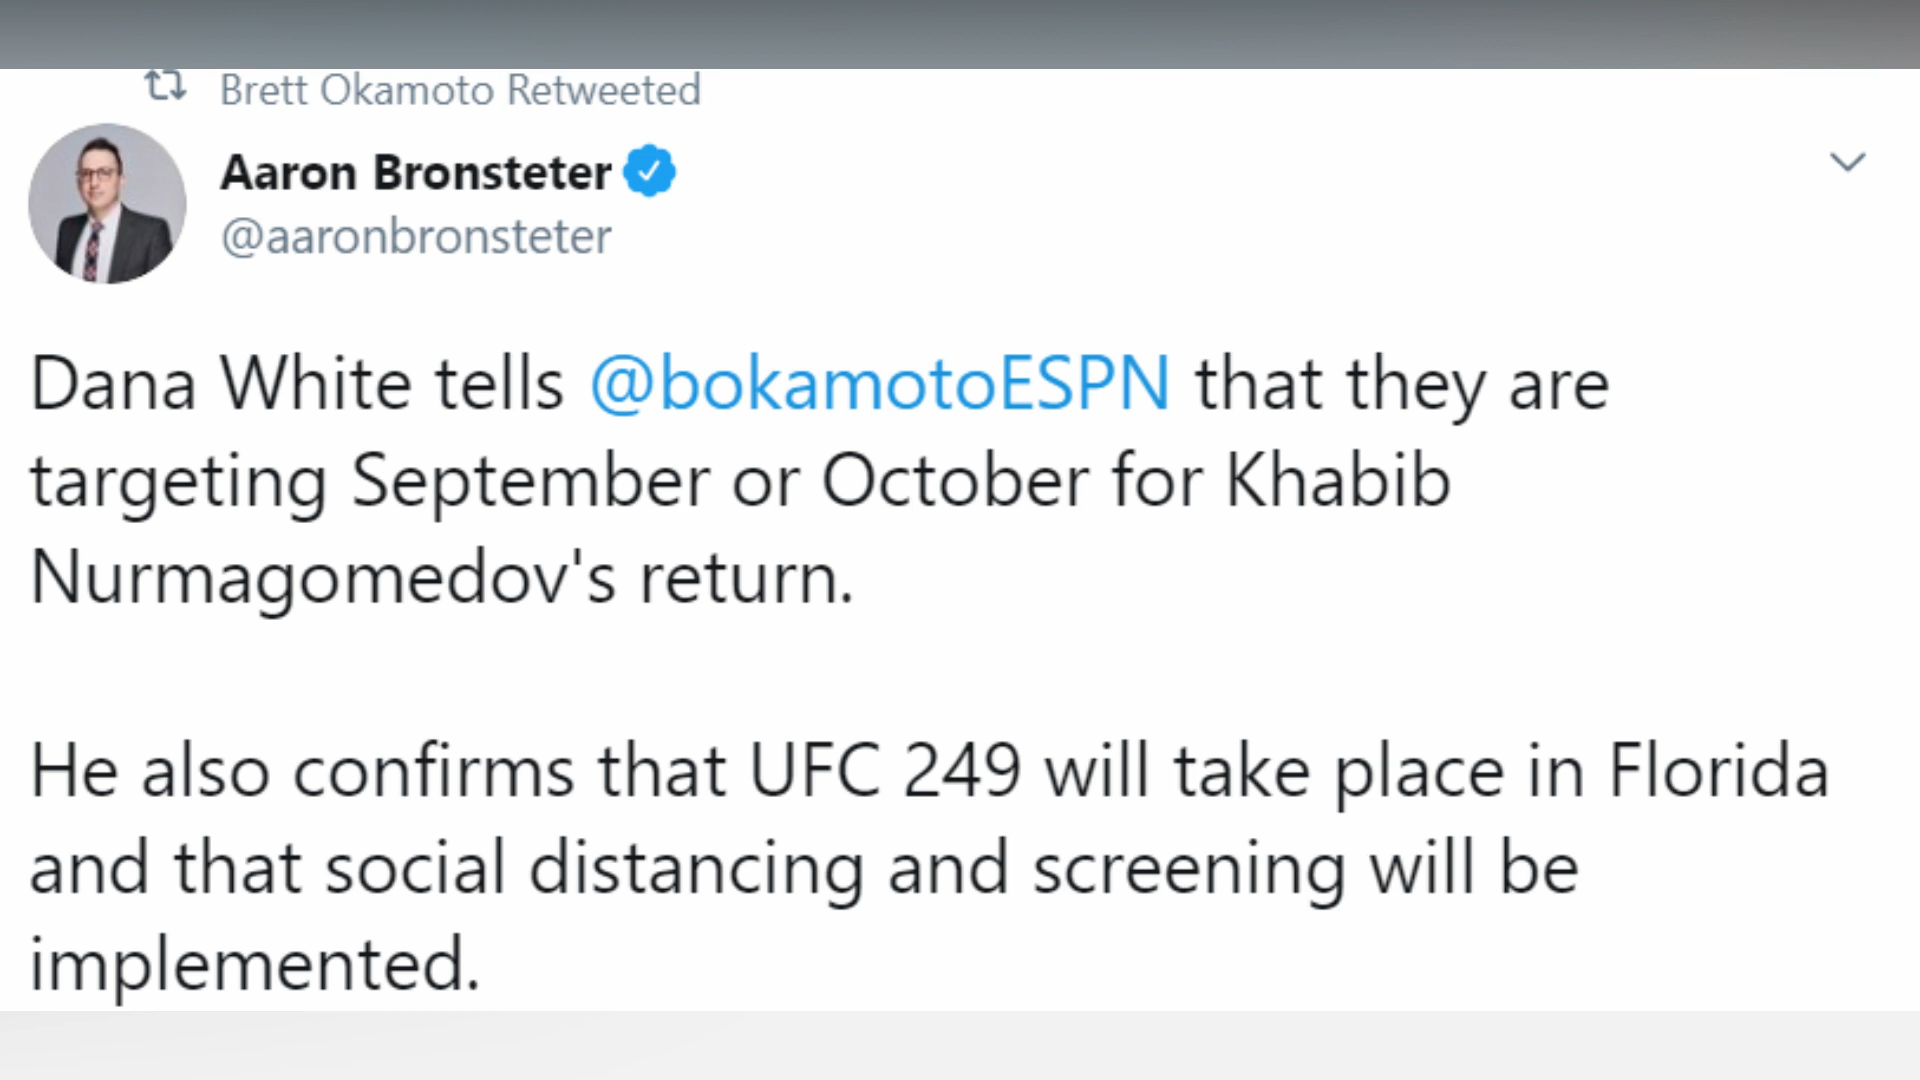 Brett Okamoto Retweeted
Aaron Bronsteter
@aaronbronsteter
Dana White tells @bokamotoESPN that they are
targeting September or October for Khabib
Nurmagomedov's return.
He also confirms that UFC 249 will take place in Florida
and that social distancing and screening will be
implemented.